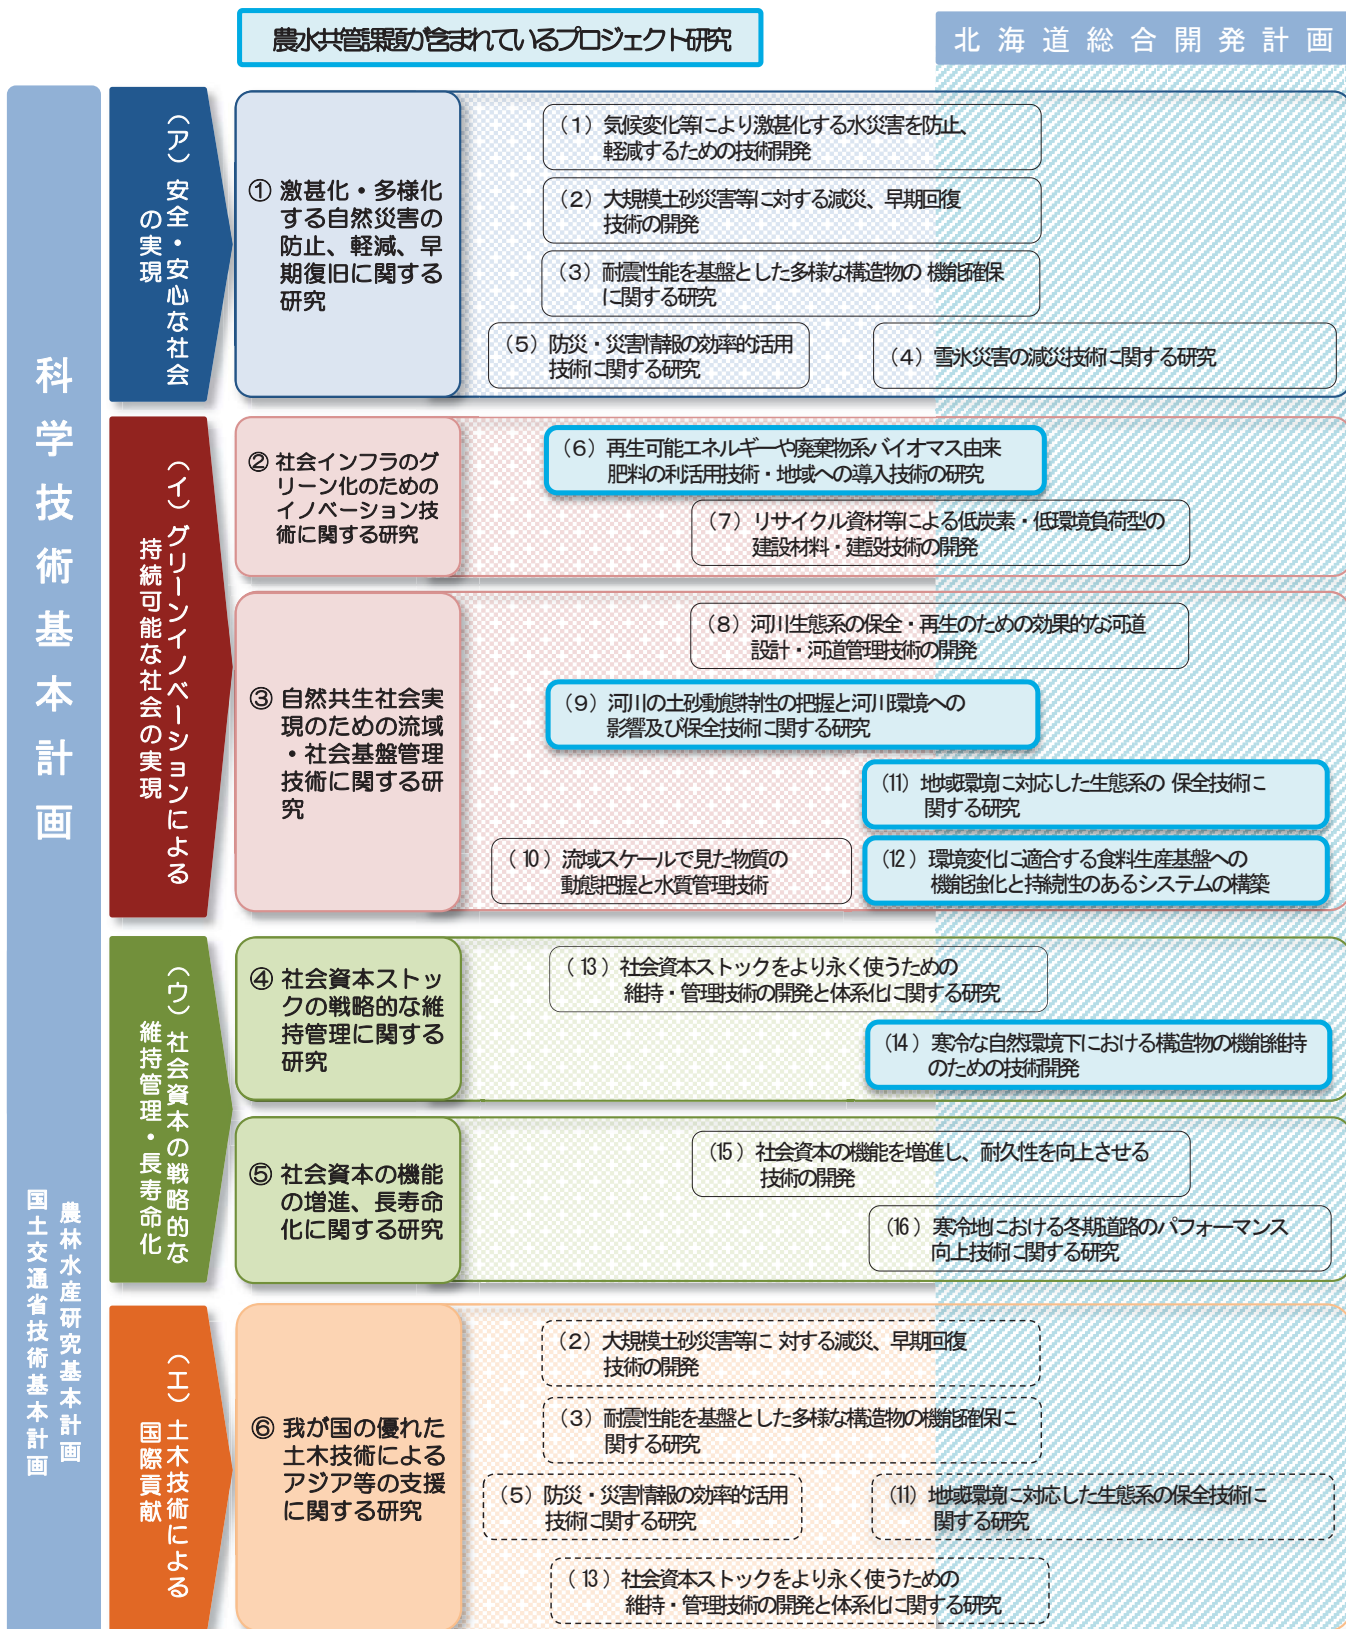 農水共管課題が含まれているプロジェクト研究
北海道総合開発計画
科学技術基本計画
農林水産研究基本計画
国土交通省技術基本計画
（ア）安全・安心な社会
の実現
① 激甚化・多様化
する自然災害の
防止、軽減、早
期復旧に関する
研究
（1）気候変化等により激甚化する水災害を防止、
軽減するための技術開発
（2）大規模土砂災害等に対する減災、早期回復
技術の開発
（3）耐震性能を基盤とした多様な構造物の 機能確保
に関する研究
（5）防災・災害情報の効率的活用
技術に関する研究
（4）雪氷災害の減災技術に関する研究
（イ）グリーンイノベーションによる
持続可能な社会の実現
② 社会インフラのグ
リーン化のための
イノベーション技
術に関する研究
（6）再生可能エネルギーや廃棄物系バイオマス由来
肥料の利活用技術・地域への導入技術の研究
（7）リサイクル資材等による低炭素・低環境負荷型の
建設材料・建設技術の開発
③ 自然共生社会実
現のための流域
・社会基盤管理
技術に関する研
究
（8）河川生態系の保全・再生のための効果的な河道
設計・河道管理技術の開発
（9）河川の土砂動態特性の把握と河川環境への
影響及び保全技術に関する研究
（11）地域環境に対応した生態系の 保全技術に
関する研究
（10）流域スケールで見た物質の
動態把握と水質管理技術
（12）環境変化に適合する食料生産基盤への
機能強化と持続性のあるシステムの構築
（ウ）社会資本の戦略的な
維持管理・長寿命化
④ 社会資本ストッ
クの戦略的な維
持管理に関する
研究
（13）社会資本ストックをより永く使うための
維持・管理技術の開発と体系化に関する研究
（14）寒冷な自然環境下における構造物の機能維持
のための技術開発
⑤ 社会資本の機能
の増進、長寿命
化に関する研究
（15）社会資本の機能を増進し、耐久性を向上させる
技術の開発
（16）寒冷地における冬期道路のパフォーマンス
向上技術に関する研究
（エ）土木技術による
国際貢献
⑥ 我が国の優れた
土木技術による
アジア等の支援
に関する研究
（2）大規模土砂災害等に 対する減災、早期回復
技術の開発
（3）耐震性能を基盤とした多様な構造物の機能確保に
関する研究
（5）防災・災害情報の効率的活用
技術に関する研究
（11）地域環境に対応した生態系の保全技術に
関する研究
（13）社会資本ストックをより永く使うための
維持・管理技術の開発と体系化に関する研究